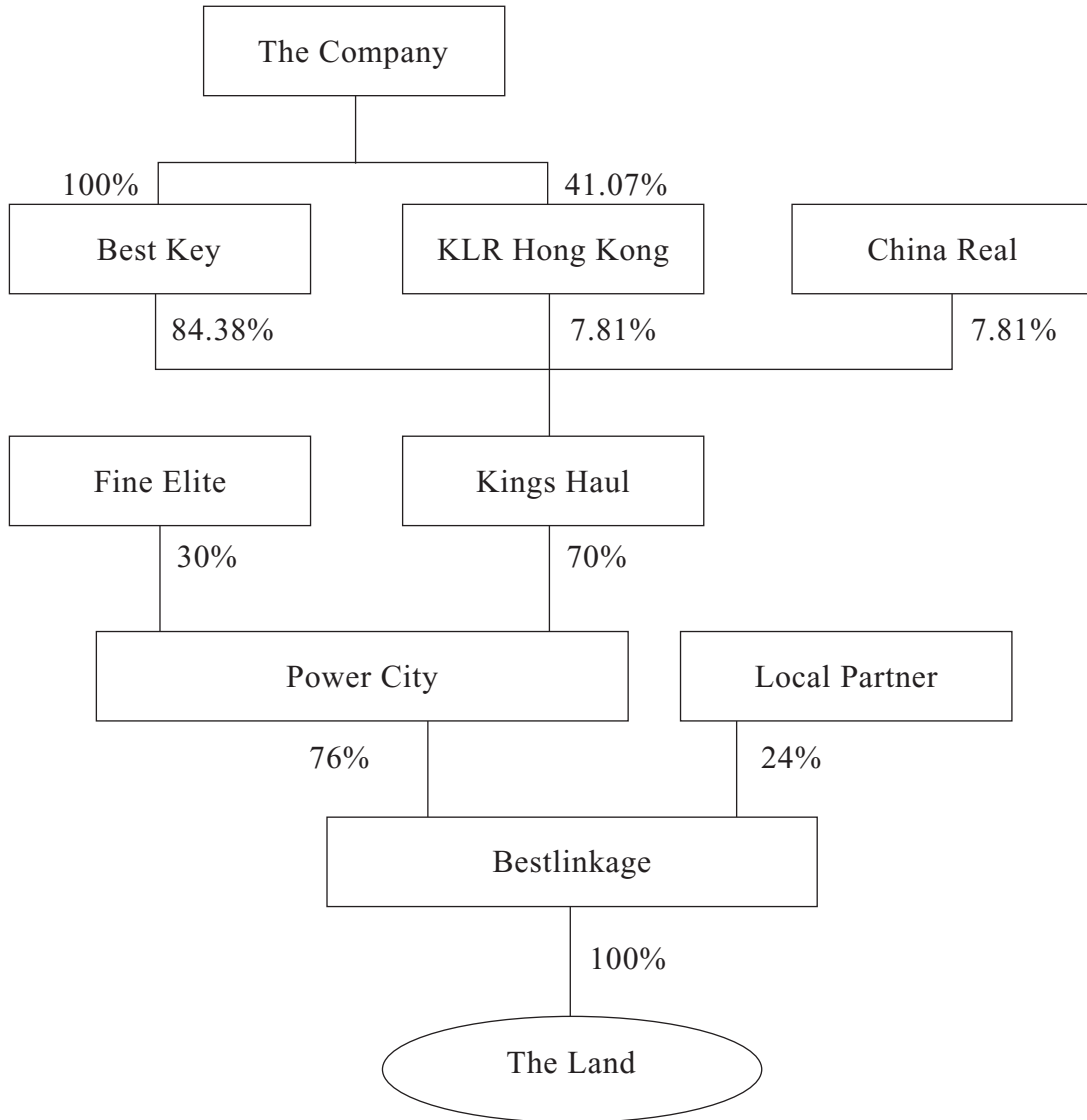 The Company
100%
41.07%
Best Key
KLR Hong Kong
China Real
84.38%
7.81%
7.81%
Fine Elite
Kings Haul
30%
70%
Power City
Local Partner
76%
24%
Bestlinkage
100%
The Land